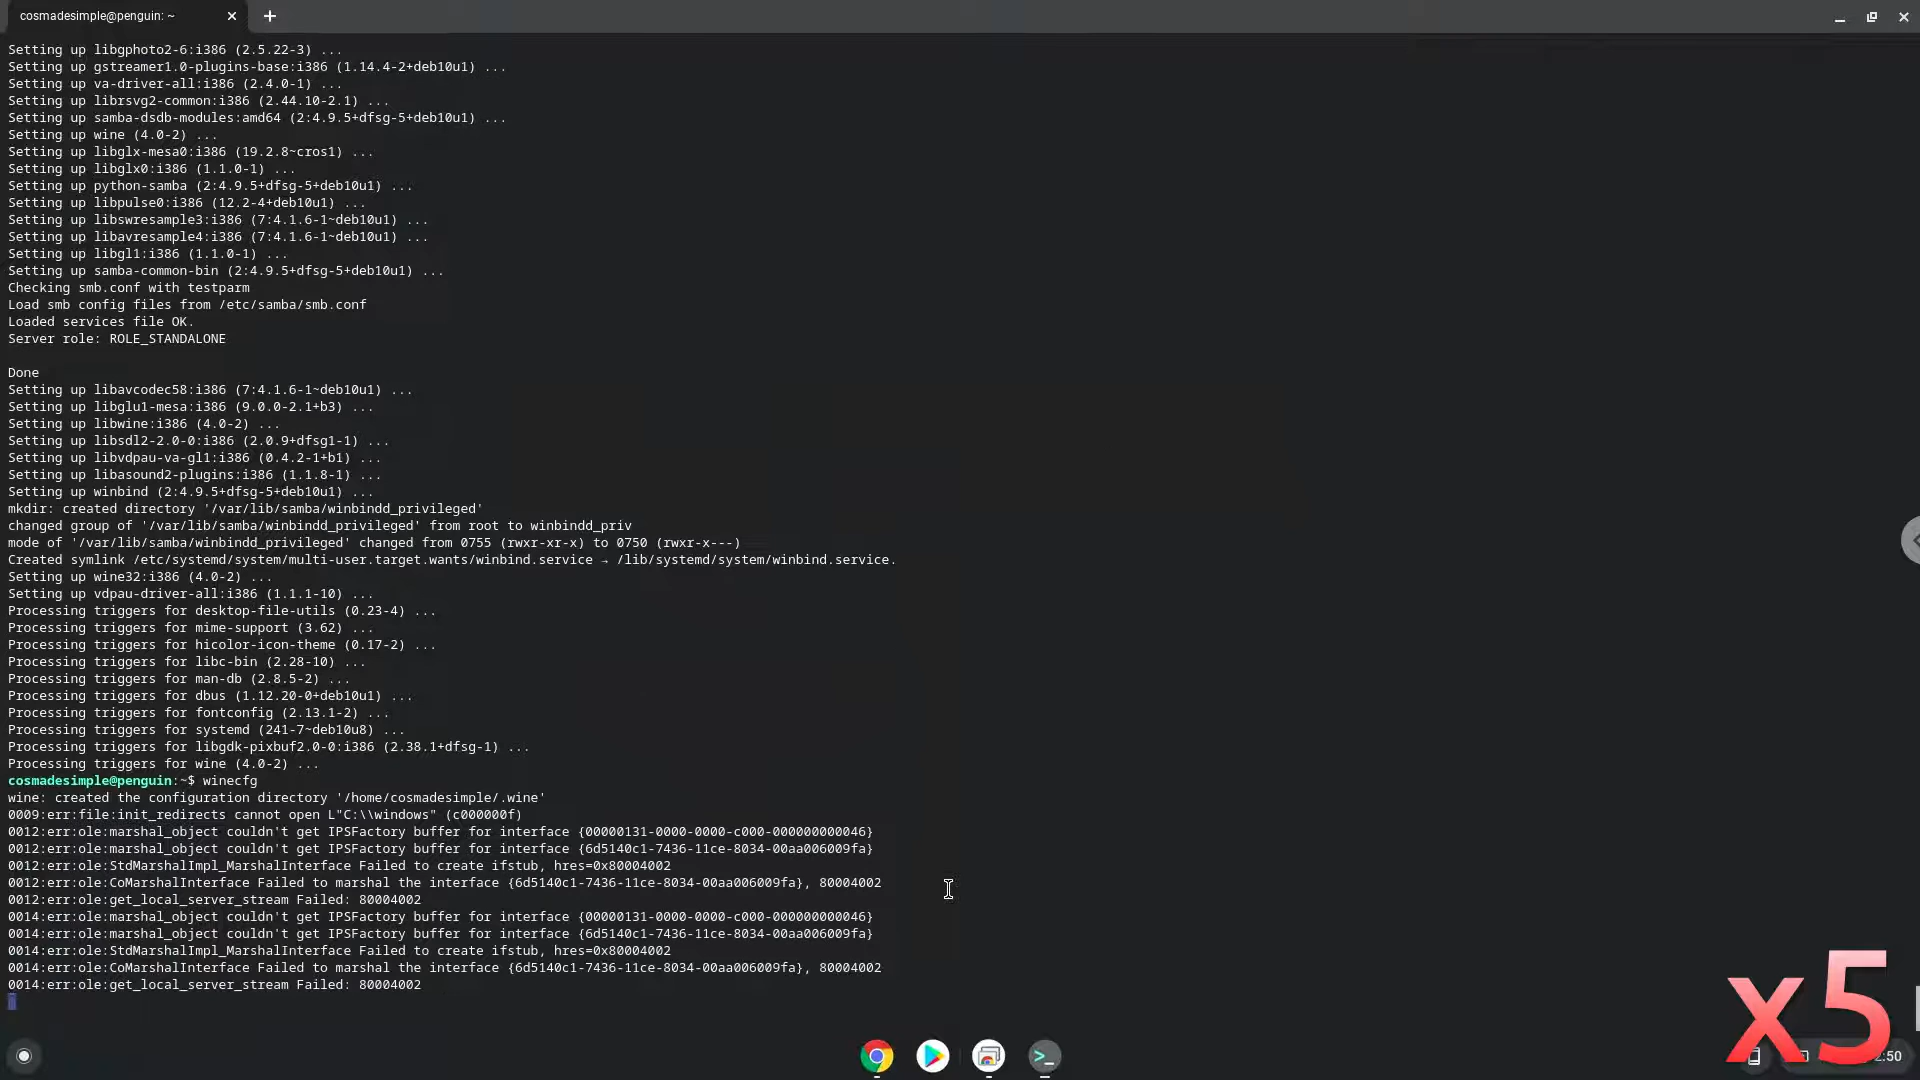 cosmadesimple@penguin: ~
Setting up libgphoto2-6:i386 (2.5.22-3) ...
Setting up gstreamer1.0-plugins-base:i386 (1.14.4-2+deb10u1) ...
Setting up va-driver-all:i386 (2.4.0-1) ...
Setting up librsvg2-common:i386 (2.44.10-2.1) ...
Setting up samba-dsdb-modules:amd64 (2:4.9.5+dfsg-5+deb10u1) ...
Setting up wine (4.0-2) ...
Setting up libglx-mesa0:i386 (19.2.8~cros1) ...
Setting up libglx0:i386 (1.1.0-1) ...
Setting up python-samba (2:4.9.5+dfsg-5+deb10u1) ...
Setting up libpulse0:i386 (12.2-4+deb10u1) ...
Setting up libswresample3:i386 (7:4.1.6-1~deb10u1) ...
Setting up libavresample4:i386 (7:4.1.6-1~deb10u1) ...
Setting up libgl1:i386 (1.1.0-1) ...
Setting up samba-common-bin (2:4.9.5+dfsg-5+deb10u1) ...
Checking smb.conf with testparm
Load smb config files from /etc/samba/smb.conf
Loaded services file OK.
Server role: ROLE_STANDALONE
Done
Setting up libavcodec58:i386 (7:4.1.6-1~deb10u1) ...
Setting up libglu1-mesa:i386 (9.0.0-2.1+b3) ...
Setting up libwine:i386 (4.0-2) ...
Setting up libsdl2-2.0-0:i386 (2.0.9+dfsg1-1) ...
Setting up libvdpau-va-gl1:i386 (0.4.2-1+b1) ...
Setting up libasound2-plugins:i386 (1.1.8-1) ...
Setting up winbind (2:4.9.5+dfsg-5+deb10u1) ...
mkdir: created directory '/var/lib/samba/winbindd_privileged'
changed group of '/var/lib/samba/winbindd_privileged' from root to winbindd_priv
mode of '/var/lib/samba/winbindd_privileged' changed from 0755 (rwxr-xr-x) to 0750 (rwxr-x---)
Created symlink /etc/systemd/system/multi-user.target.wants/winbind.service → /lib/systemd/system/winbind.service.
Setting up wine32:i386 (4.0-2) ...
Setting up vdpau-driver-all:i386 (1.1.1-10) ...
Processing triggers for desktop-file-utils (0.23-4) ...
Processing triggers for mime-support (3.62) ...
Processing triggers for hicolor-icon-theme (0.17-2) ...
Processing triggers for libc-bin (2.28-10) ...
Processing triggers for man-db (2.8.5-2) ...
Processing triggers for dbus (1.12.20-0+deb10u1) ...
Processing triggers for fontconfig (2.13.1-2) ...
Processing triggers for systemd (241-7~deb10u8) ...
Processing triggers for libgdk-pixbuf2.0-0:i386 (2.38.1+dfsg-1) ...
Processing triggers for wine (4.0-2) ...
cosmadesimple@penguin:~$ winecfg
wine: created the configuration directory '/home/cosmadesimple/.wine'
0009:err:file:init_redirects cannot open L"C:\\windows" (c000000f)
0012:err:ole:marshal_object couldn't get IPSFactory buffer for interface {00000131-0000-0000-c000-000000000046}
0012:err:ole:marshal_object couldn't get IPSFactory buffer for interface {6d5140c1-7436-11ce-8034-00aa006009fa}
0012:err:ole:StdMarshalImpl_MarshalInterface Failed to create ifstub, hres=0x80004002
0012:err:ole:CoMarshalInterface Failed to marshal the interface {6d5140c1-7436-11ce-8034-00aa006009fa}, 80004002
0012:err:ole:get_local_server_stream Failed: 80004002
0014:err:ole:marshal_object couldn't get IPSFactory buffer for interface {00000131-0000-0000-c000-000000000046}
0014:err:ole:marshal_object couldn't get IPSFactory buffer for interface {6d5140c1-7436-11ce-8034-00aa006009fa}
0014:err:ole:StdMarshalImpl_MarshalInterface Failed to create ifstub, hres=0x80004002
0014:err:ole:CoMarshalInterface Failed to marshal the interface {6d5140c1-7436-11ce-8034-00aa006009fa}, 80004002
0014:err:ole:get_local_server_stream Failed: 80004002
x5